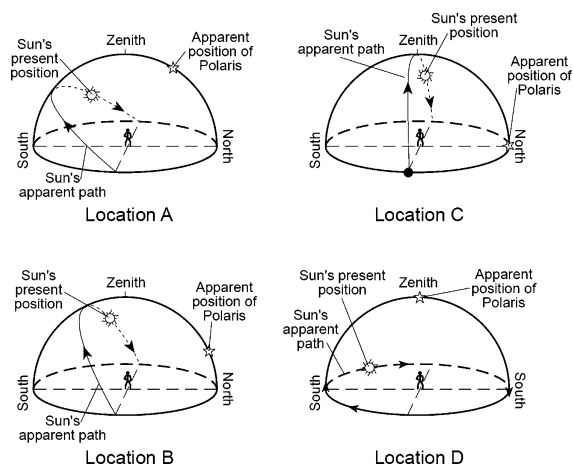 Sun's
present
position
Zenith
Apparent
position of
Polaris
South
North
Sun's
apparent path
Location A
Sun's
apparent
path
Zenith
Sun's present
position
Apparent
position of
Polaris
South
North
Location C
Sun's
present
position
Zenith
Apparent
position of
Polaris
South
North
Sun's
apparent path
Location B
Sun's present
position
Zenith
Apparent
position of
Polaris
Sun's
apparent
path
South
South
Location D